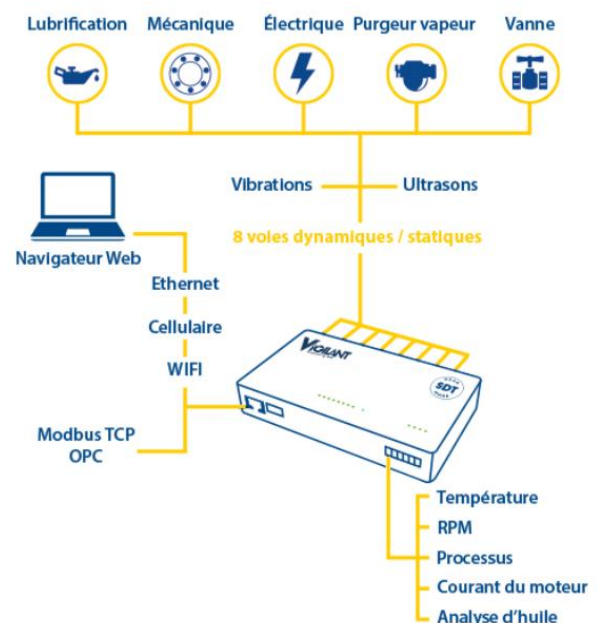 Lubrification
Mécanique
Électrique
Purgeur vapeur
Vanne
Vibrations
Ultrasons
8 voies dynamiques / statiques
Navigateur Web
Ethernet
Cellulaire
WIFI
VIGILANT
SDT
Modbus TCP
OPC
Température
RPM
Processus
Courant du moteur
Analyse d'huile